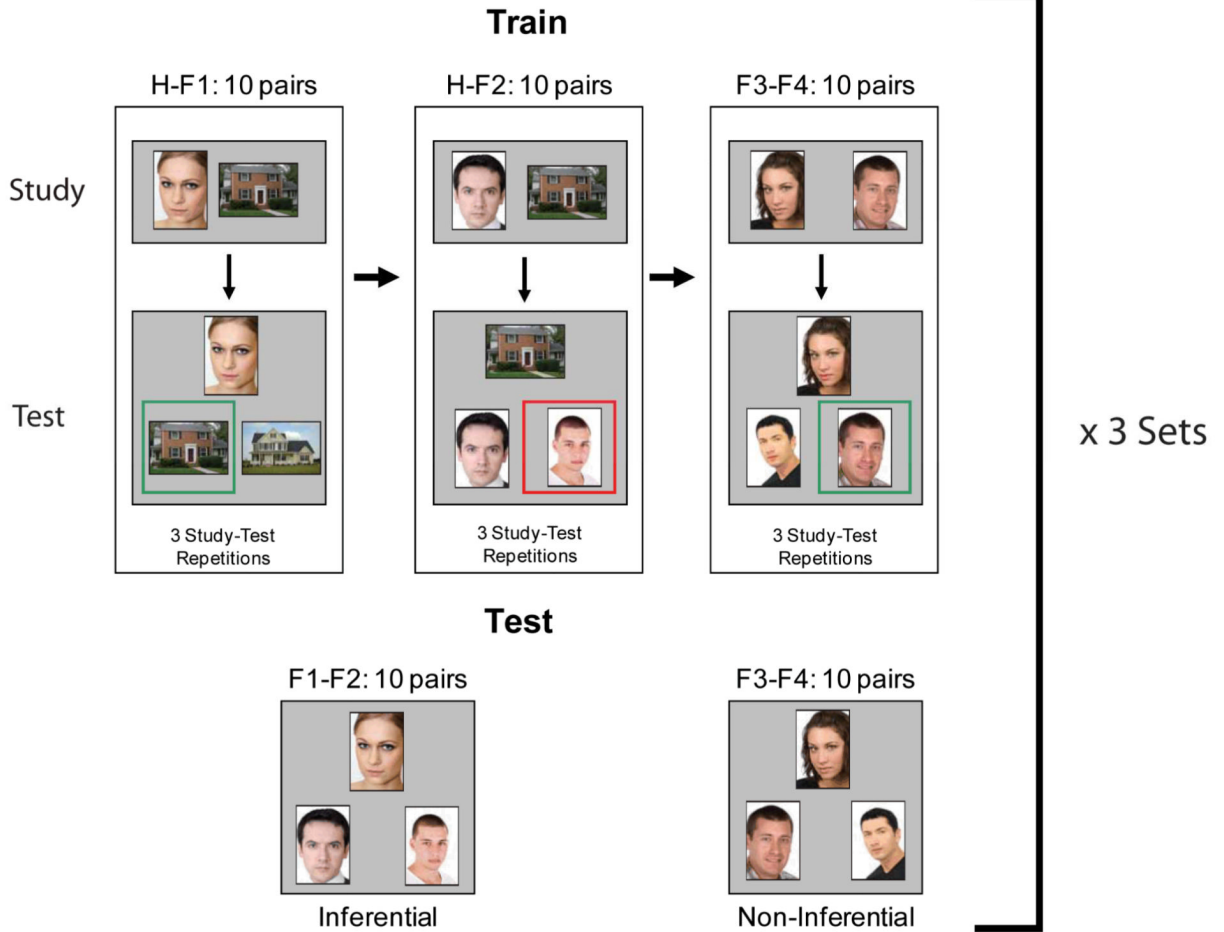 Train
H-F1: 10 pairs
H-F2: 10 pairs
F3-F4: 10 pairs
Study
Test
3 Study-Test
Repetitions
3 Study-Test
Repetitions
3 Study-Test
Repetitions
x 3 Sets
Test
F1-F2: 10 pairs
F3-F4: 10 pairs
Inferential
Non-Inferential